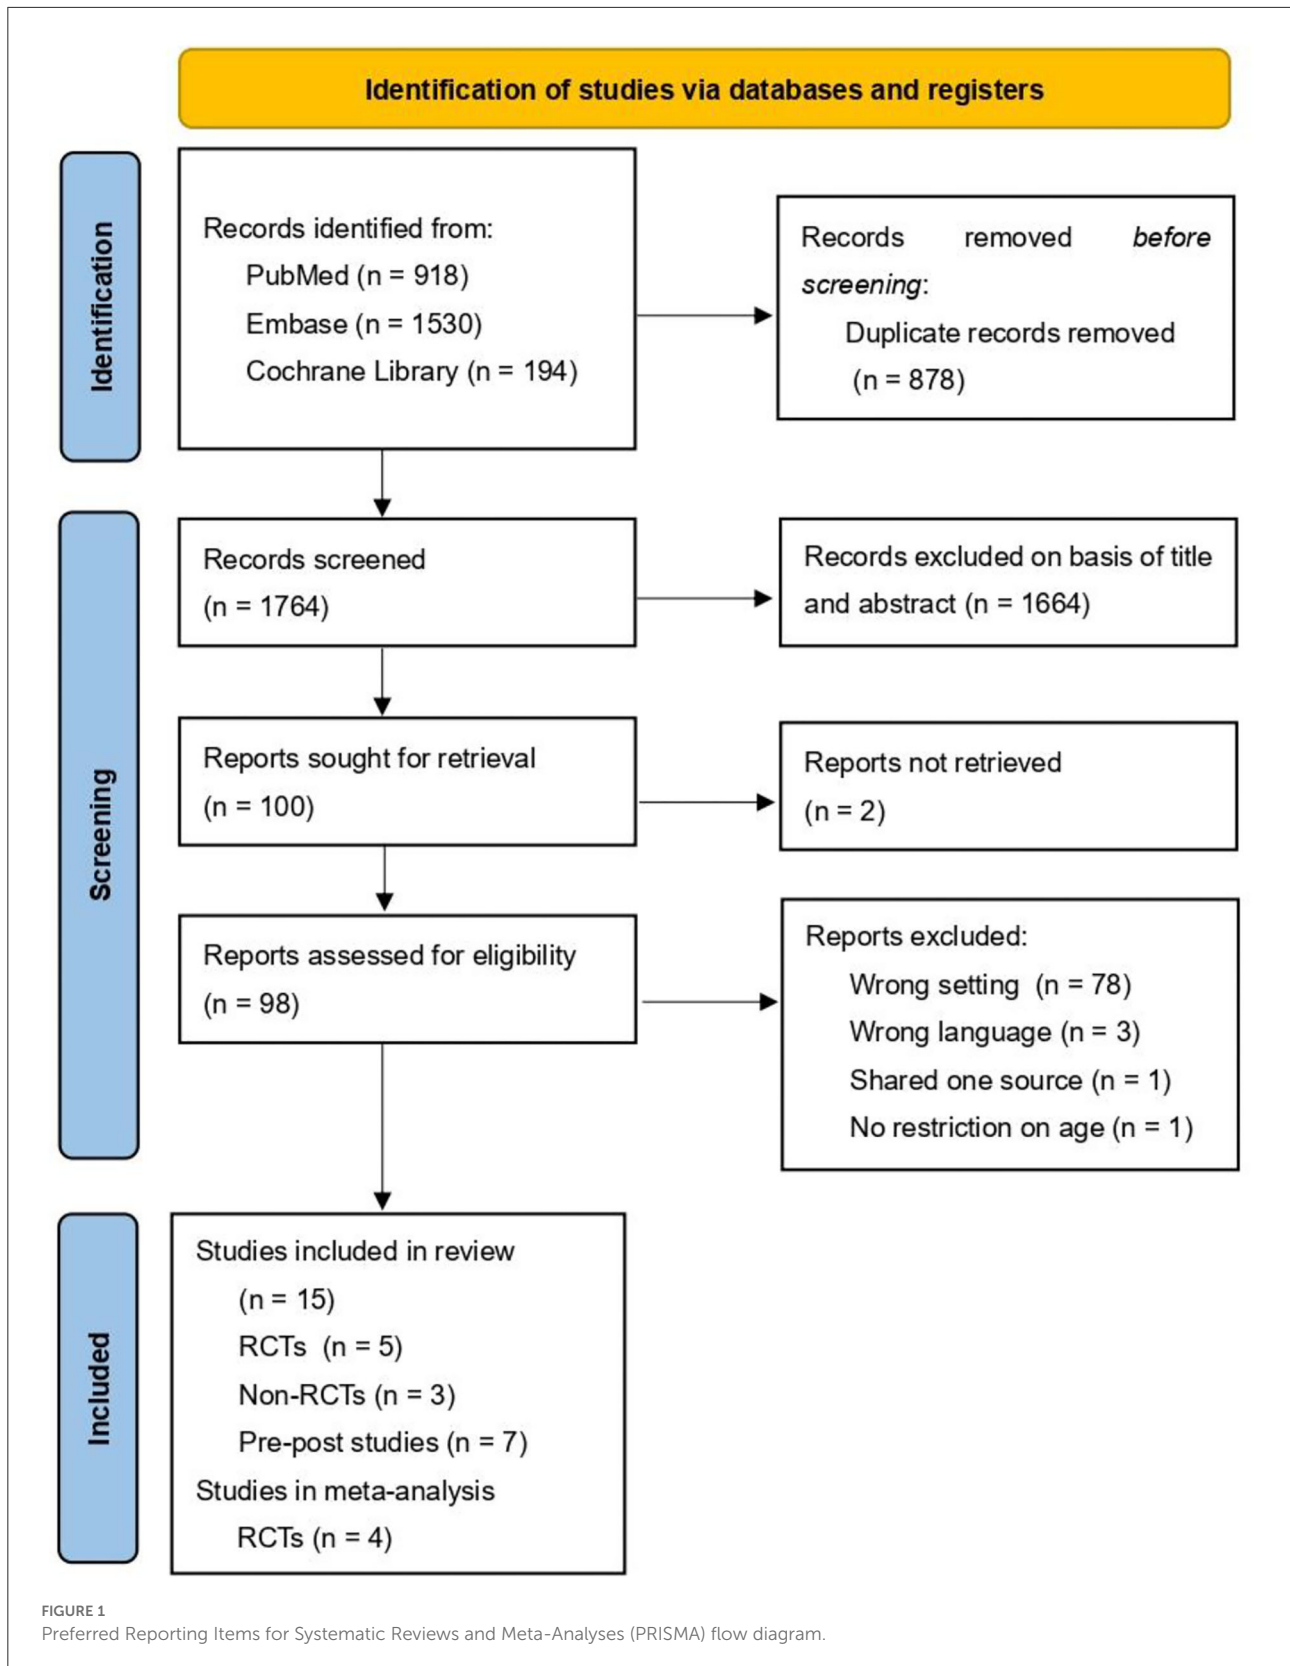 Identification of studies via databases and registers
Identification
Records identified from:
PubMed (n = 918)
Embase (n = 1530)
Cochrane Library (n = 194)
Records removed before
screening:
Duplicate records removed
(n = 878)
Screening
Records screened
(n = 1764)
Records excluded on basis of title
and abstract (n = 1664)
Reports sought for retrieval
(n = 100)
Reports not retrieved
(n = 2)
Reports assessed for eligibility
(n = 98)
Reports excluded:
Wrong setting (n = 78)
Wrong language (n = 3)
Shared one source (n = 1)
No restriction on age (n = 1)
Included
Studies included in review
(n = 15)
RCTs (n = 5)
Non-RCTs (n = 3)
Pre-post studies (n = 7)
Studies in meta-analysis
RCTs (n = 4)
FIGURE 1
Preferred Reporting Items for Systematic Reviews and Meta-Analyses (PRISMA) flow diagram.